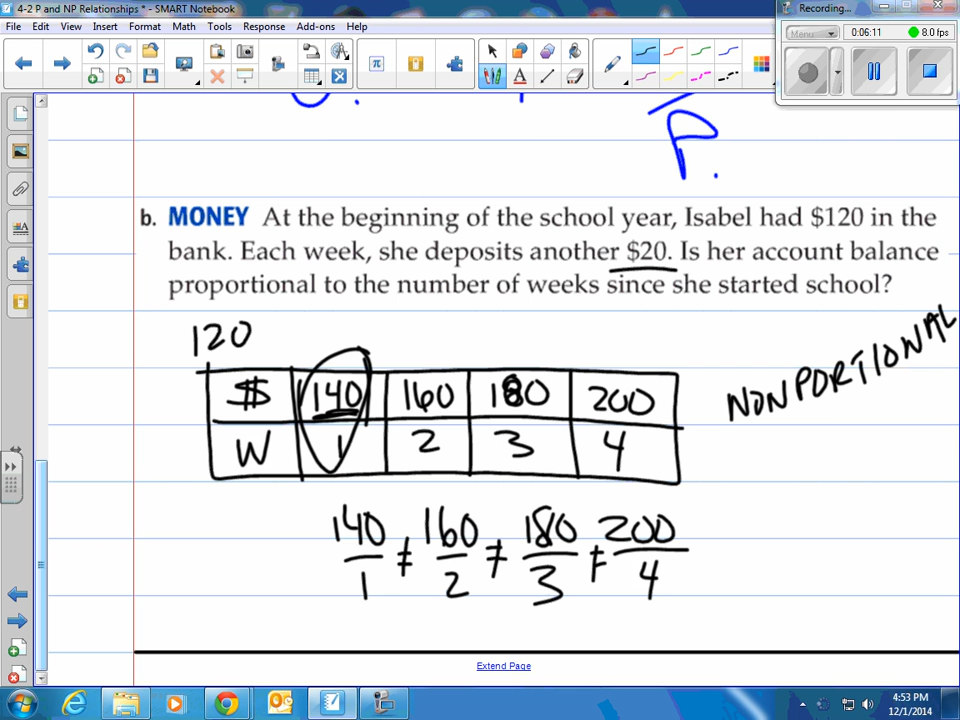 4-2 P and NP Relationships * - SMART Notebook
Recording...
File Edit View Insert Format Math Tools Response Add-ons Help
Menu
0:06:11
8.0 fps
P.
b. MONEY At the beginning of the school year, Isabel had $120 in the
bank. Each week, she deposits another $20. Is her account balance
proportional to the number of weeks since she started school?
120
NONPORTIONAL
$ 140 160 180 200
W 1 2 3 4
140/1 ≠ 160/2 ≠ 180/3 ≠ 200/4
Extend Page
4:53 PM
12/1/2014